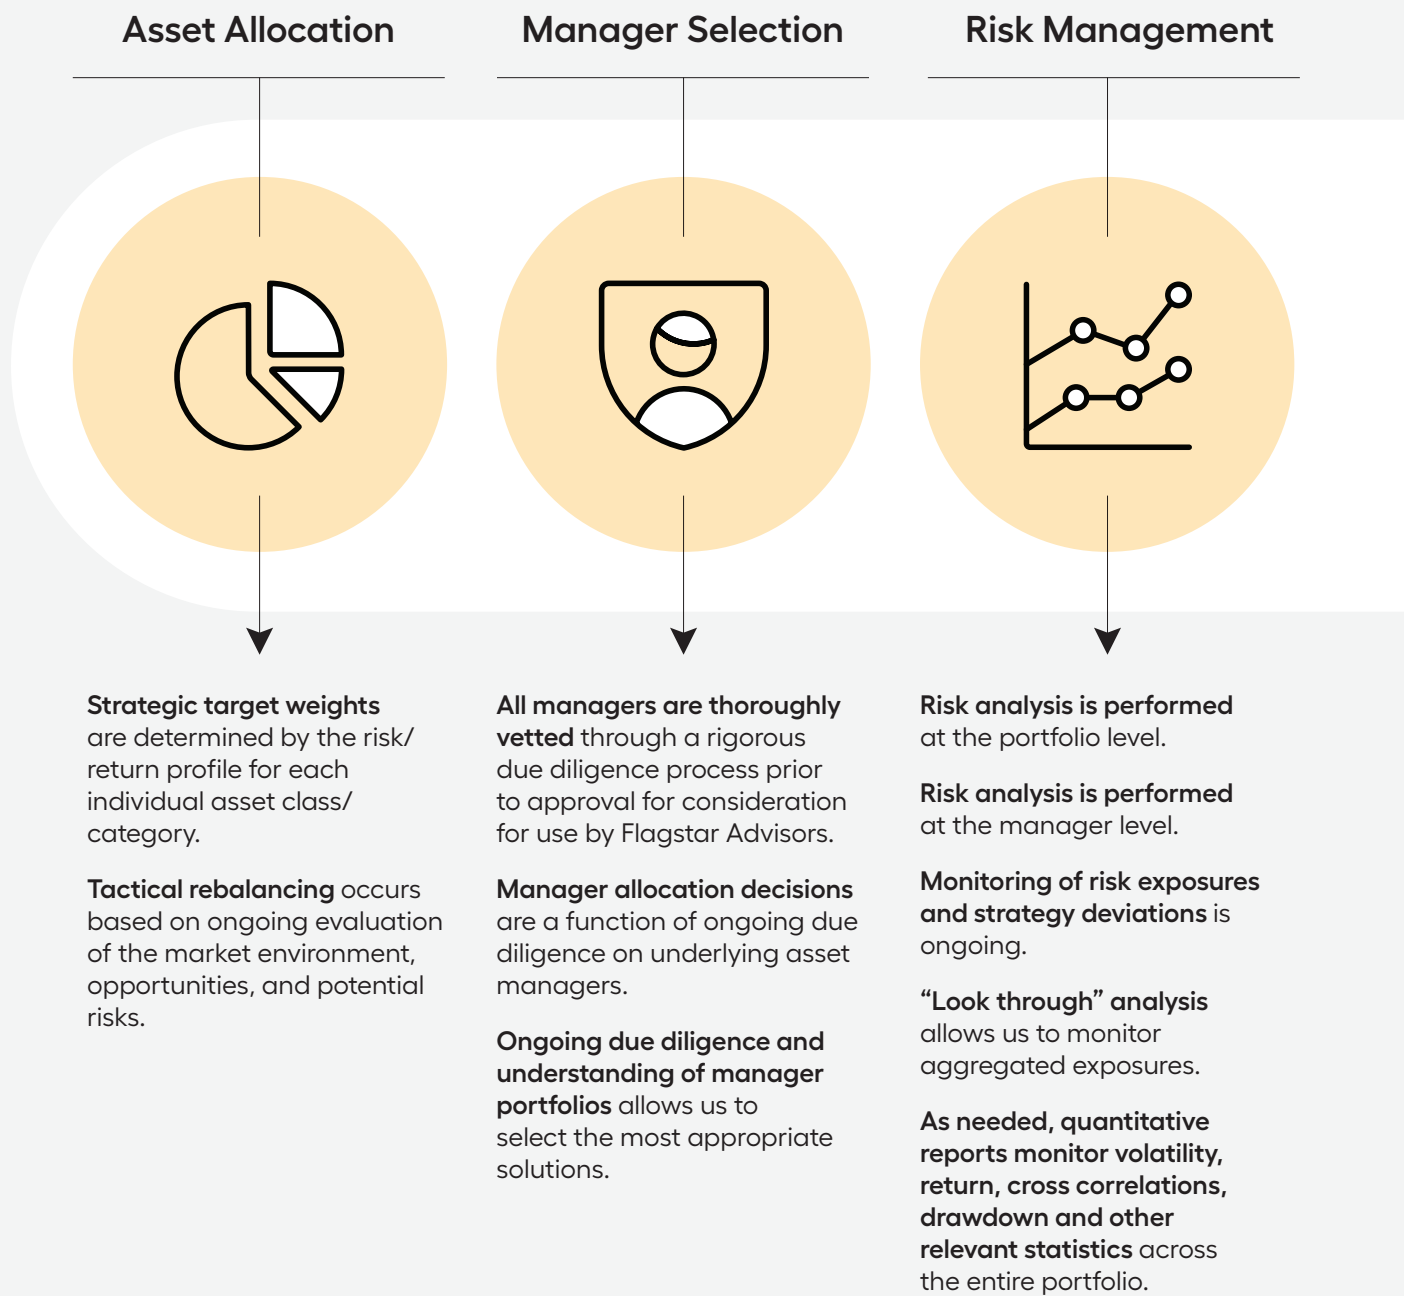 Asset Allocation
Strategic target weights
are determined by the risk/
return profile for each
individual asset class/
category.
Tactical rebalancing occurs
based on ongoing evaluation
of the market environment,
opportunities, and potential
risks.
Manager Selection
All managers are thoroughly
vetted through a rigorous
due diligence process prior
to approval for consideration
for use by Flagstar Advisors.
Manager allocation decisions
are a function of ongoing due
diligence on underlying asset
managers.
Ongoing due diligence and
understanding of manager
portfolios allows us to
select the most appropriate
solutions.
Risk Management
Risk analysis is performed
at the portfolio level.
Risk analysis is performed
at the manager level.
Monitoring of risk exposures
and strategy deviations is
ongoing.
“Look through” analysis
allows us to monitor
aggregated exposures.
As needed, quantitative
reports monitor volatility,
return, cross correlations,
drawdown and other
relevant statistics across
the entire portfolio.